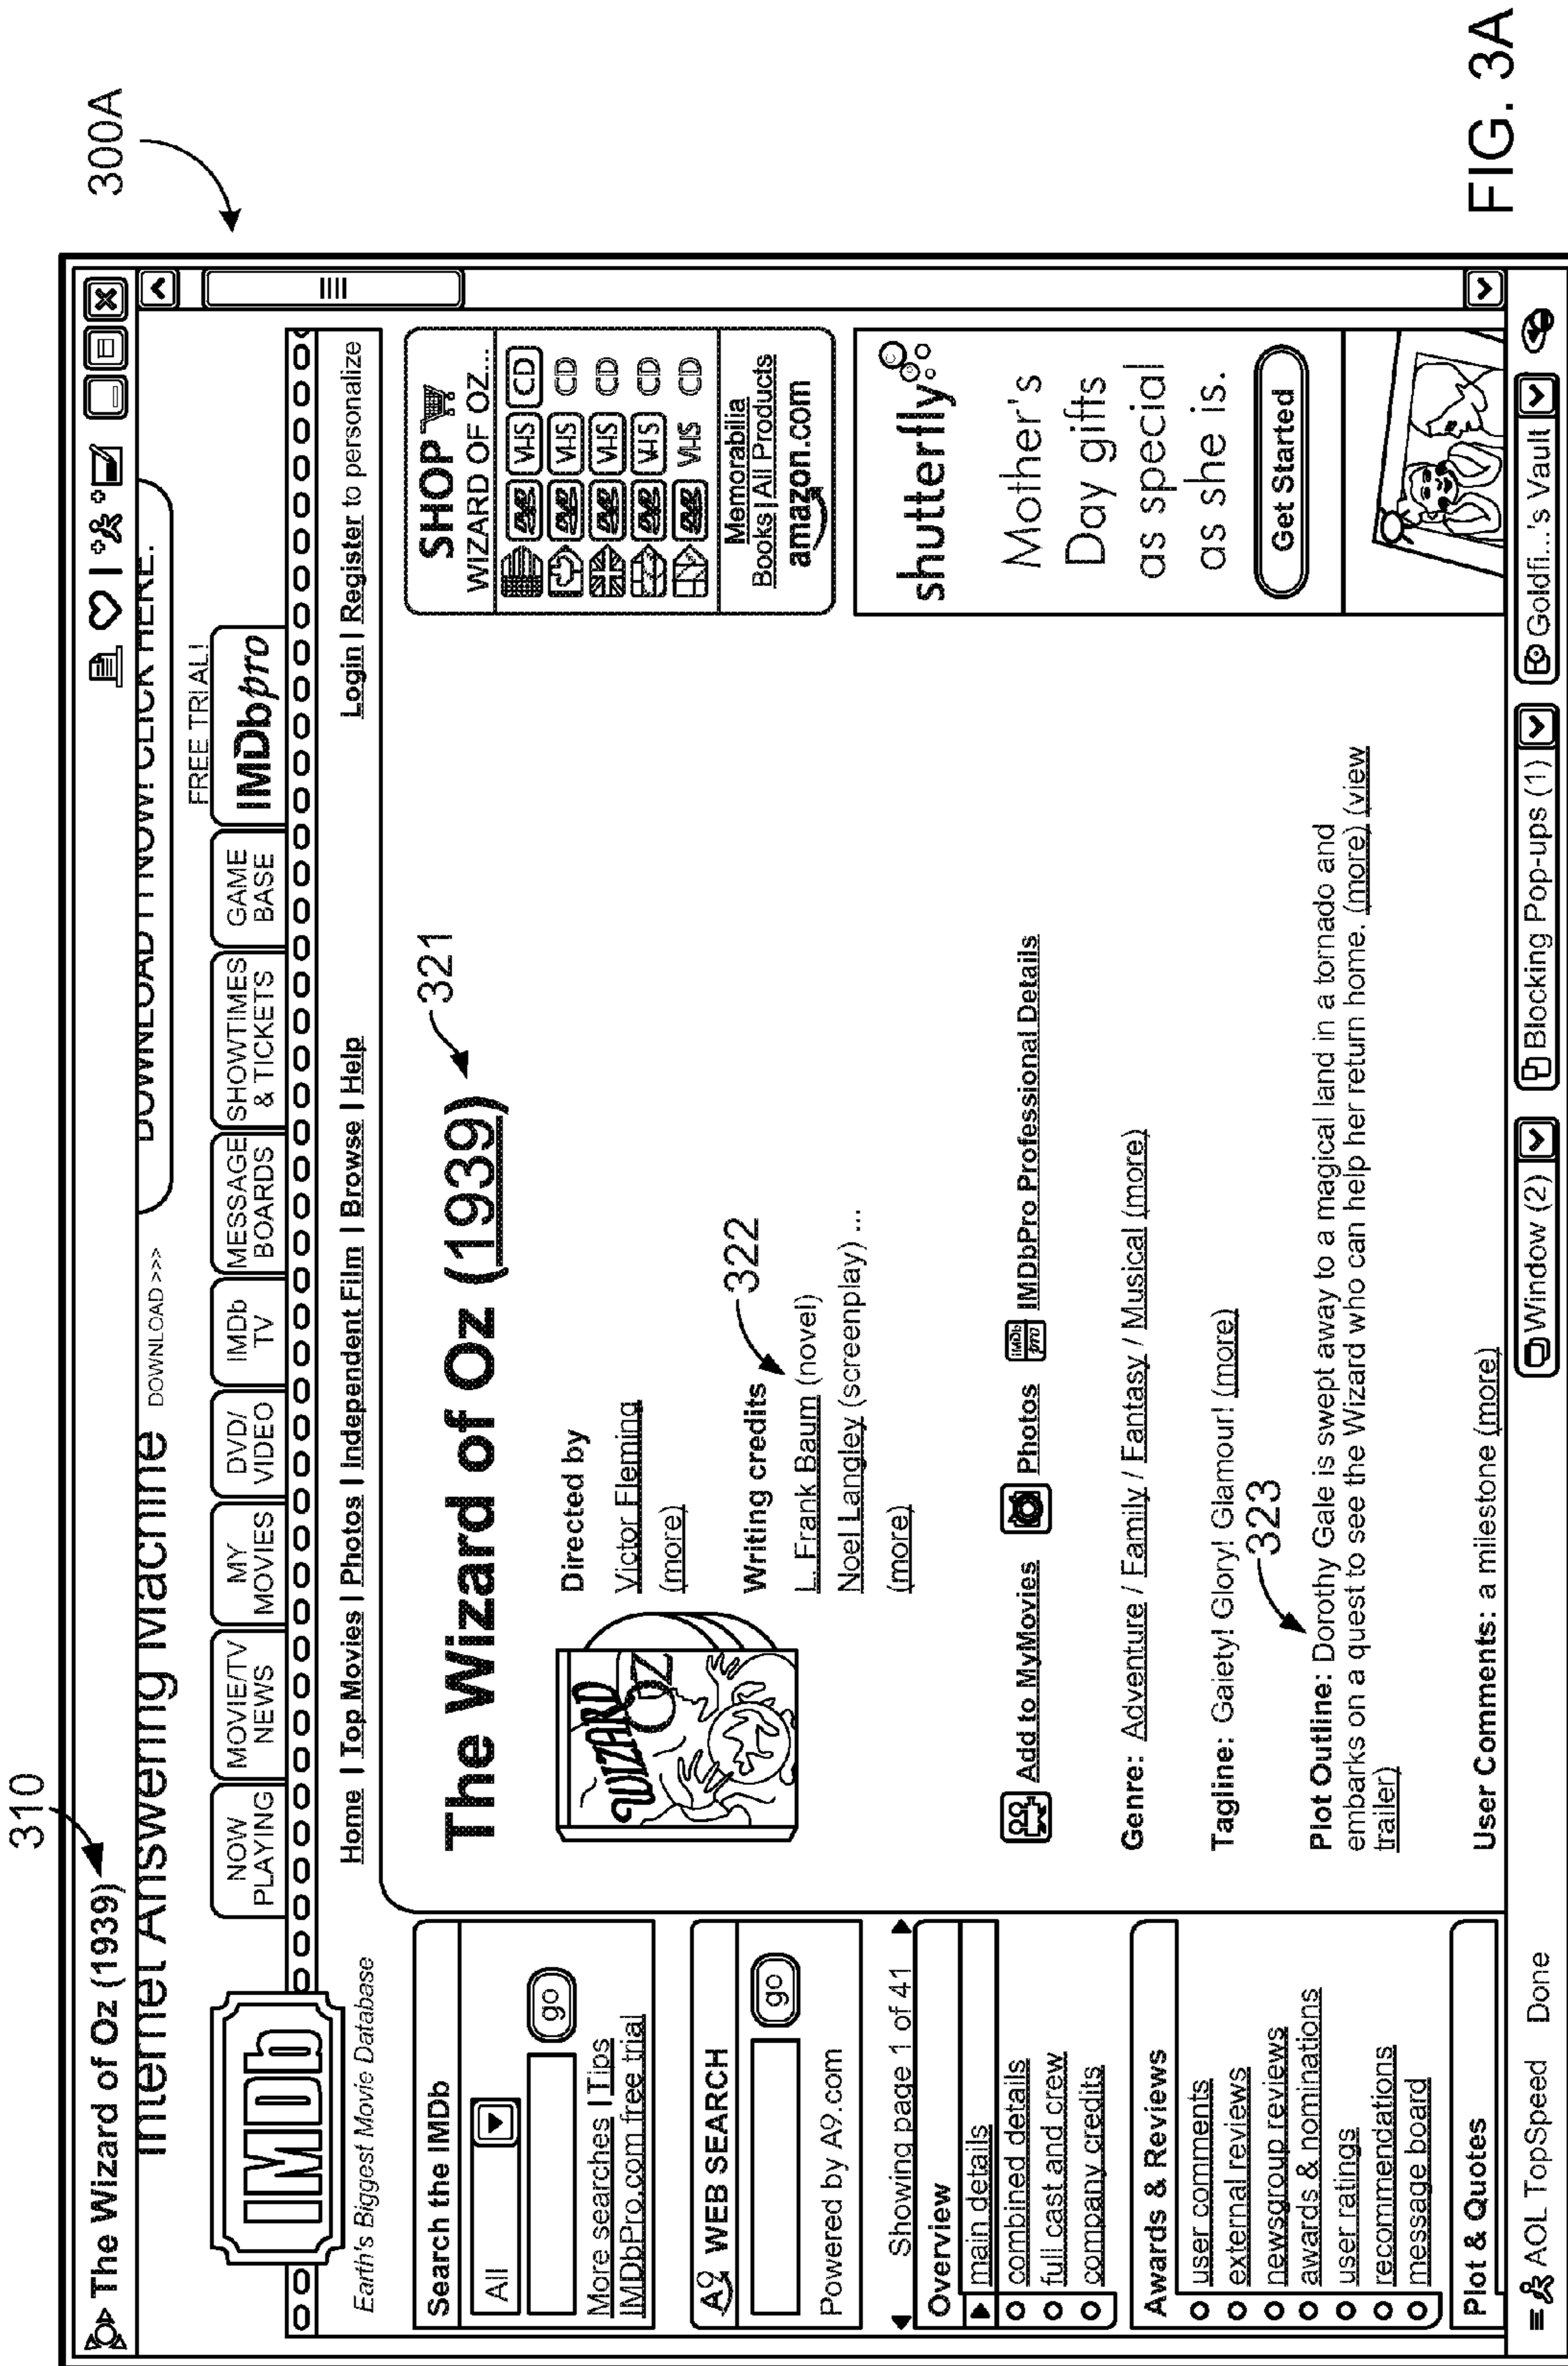 310
300A
The Wizard of Oz (1939)
Internet Answering Machine DOWNLOAD >>> DOWNLOAD IT NOW! CLICK HERE.
FREE TRIAL!
IMDb
NOW PLAYING
MOVIE/TV NEWS
MY MOVIES
DVD/ VIDEO
IMDb TV
MESSAGE BOARDS
SHOWTIMES & TICKETS
GAME BASE
IMDbpro
Earth's Biggest Movie Database
Home | Top Movies | Photos | Independent Film | Browse | Help
Login | Register to personalize
Search the IMDb
All
go
More searches | Tips
IMDbPro.com free trial
A9 WEB SEARCH
go
Powered by A9.com
Showing page 1 of 41
Overview
main details
combined details
full cast and crew
company credits
Awards & Reviews
user comments
external reviews
newsgroup reviews
awards & nominations
user ratings
recommendations
message board
Plot & Quotes
The Wizard of Oz (1939)
321
WIZARD
OZ
Directed by
Victor Fleming
(more)
Writing credits
322
L. Frank Baum (novel)
Noel Langley (screenplay) ...
(more)
Add to MyMovies
Photos
IMDb pro
IMDbPro Professional Details
Genre: Adventure / Family / Fantasy / Musical (more)
Tagline: Gaiety! Glory! Glamour! (more)
323
Plot Outline: Dorothy Gale is swept away to a magical land in a tornado and
embarks on a quest to see the Wizard who can help her return home. (more) (view
trailer)
User Comments: a milestone (more)
SHOP
WIZARD OF OZ...
DVD VHS CD
DVD VHS CD
DVD VHS CD
DVD VHS CD
DVD VHS CD
Memorabilia
Books | All Products
amazon.com
shutterfly
Mother's
Day gifts
as special
as she is.
Get Started
AOL TopSpeed Done
Window (2)
Blocking Pop-ups (1)
Goldfi...'s Vault
FIG. 3A